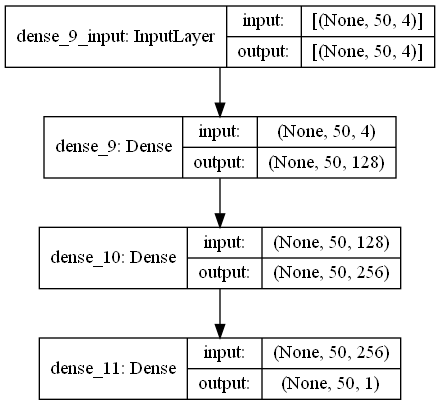 dense_9_input: InputLayer input: [(None, 50, 4)]
output: [(None, 50, 4)]
dense_9: Dense input: (None, 50, 4)
output: (None, 50, 128)
dense_10: Dense input: (None, 50, 128)
output: (None, 50, 256)
dense_11: Dense input: (None, 50, 256)
output: (None, 50, 1)